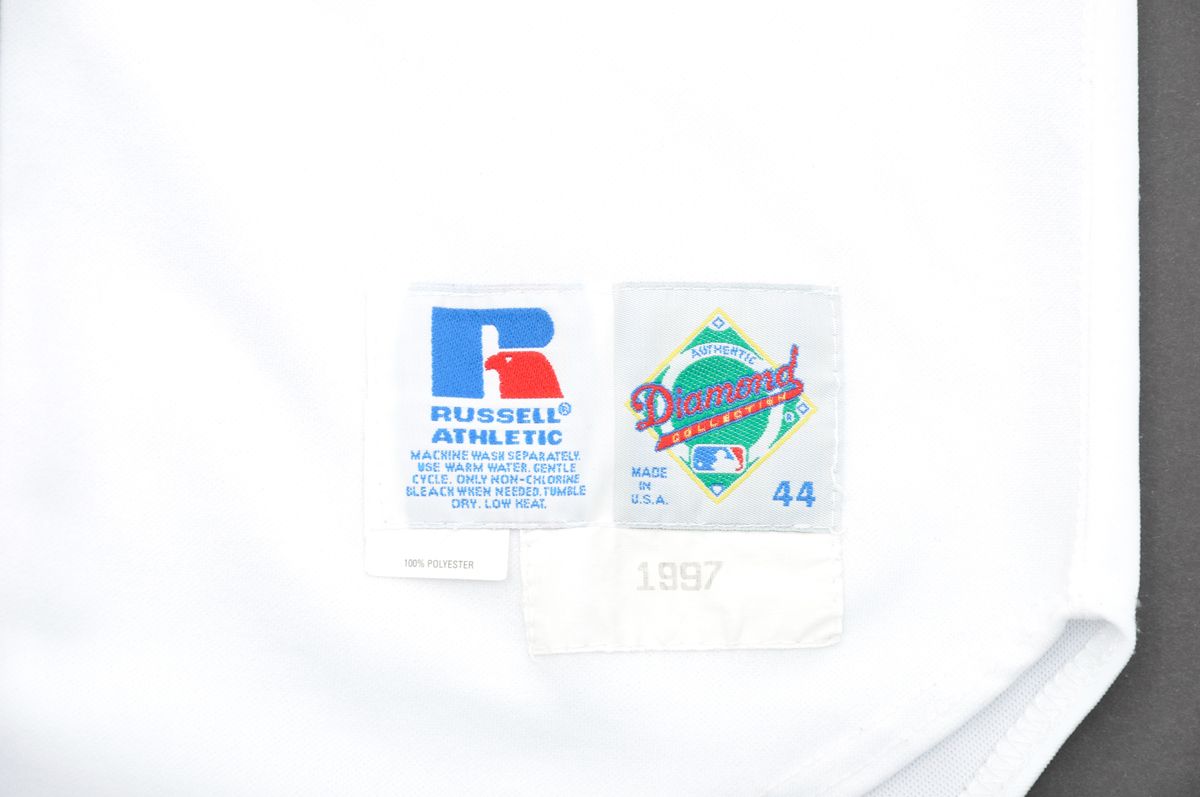 RUSSELL®
ATHLETIC
MACHINE WASH SEPARATELY.
USE WARM WATER. GENTLE
CYCLE. ONLY NON-CHLORINE
BLEACH WHEN NEEDED. TUMBLE
DRY. LOW HEAT.
100% POLYESTER
AUTHENTIC
Diamond
COLLECTION
®
MADE
IN
U.S.A.
44
1997